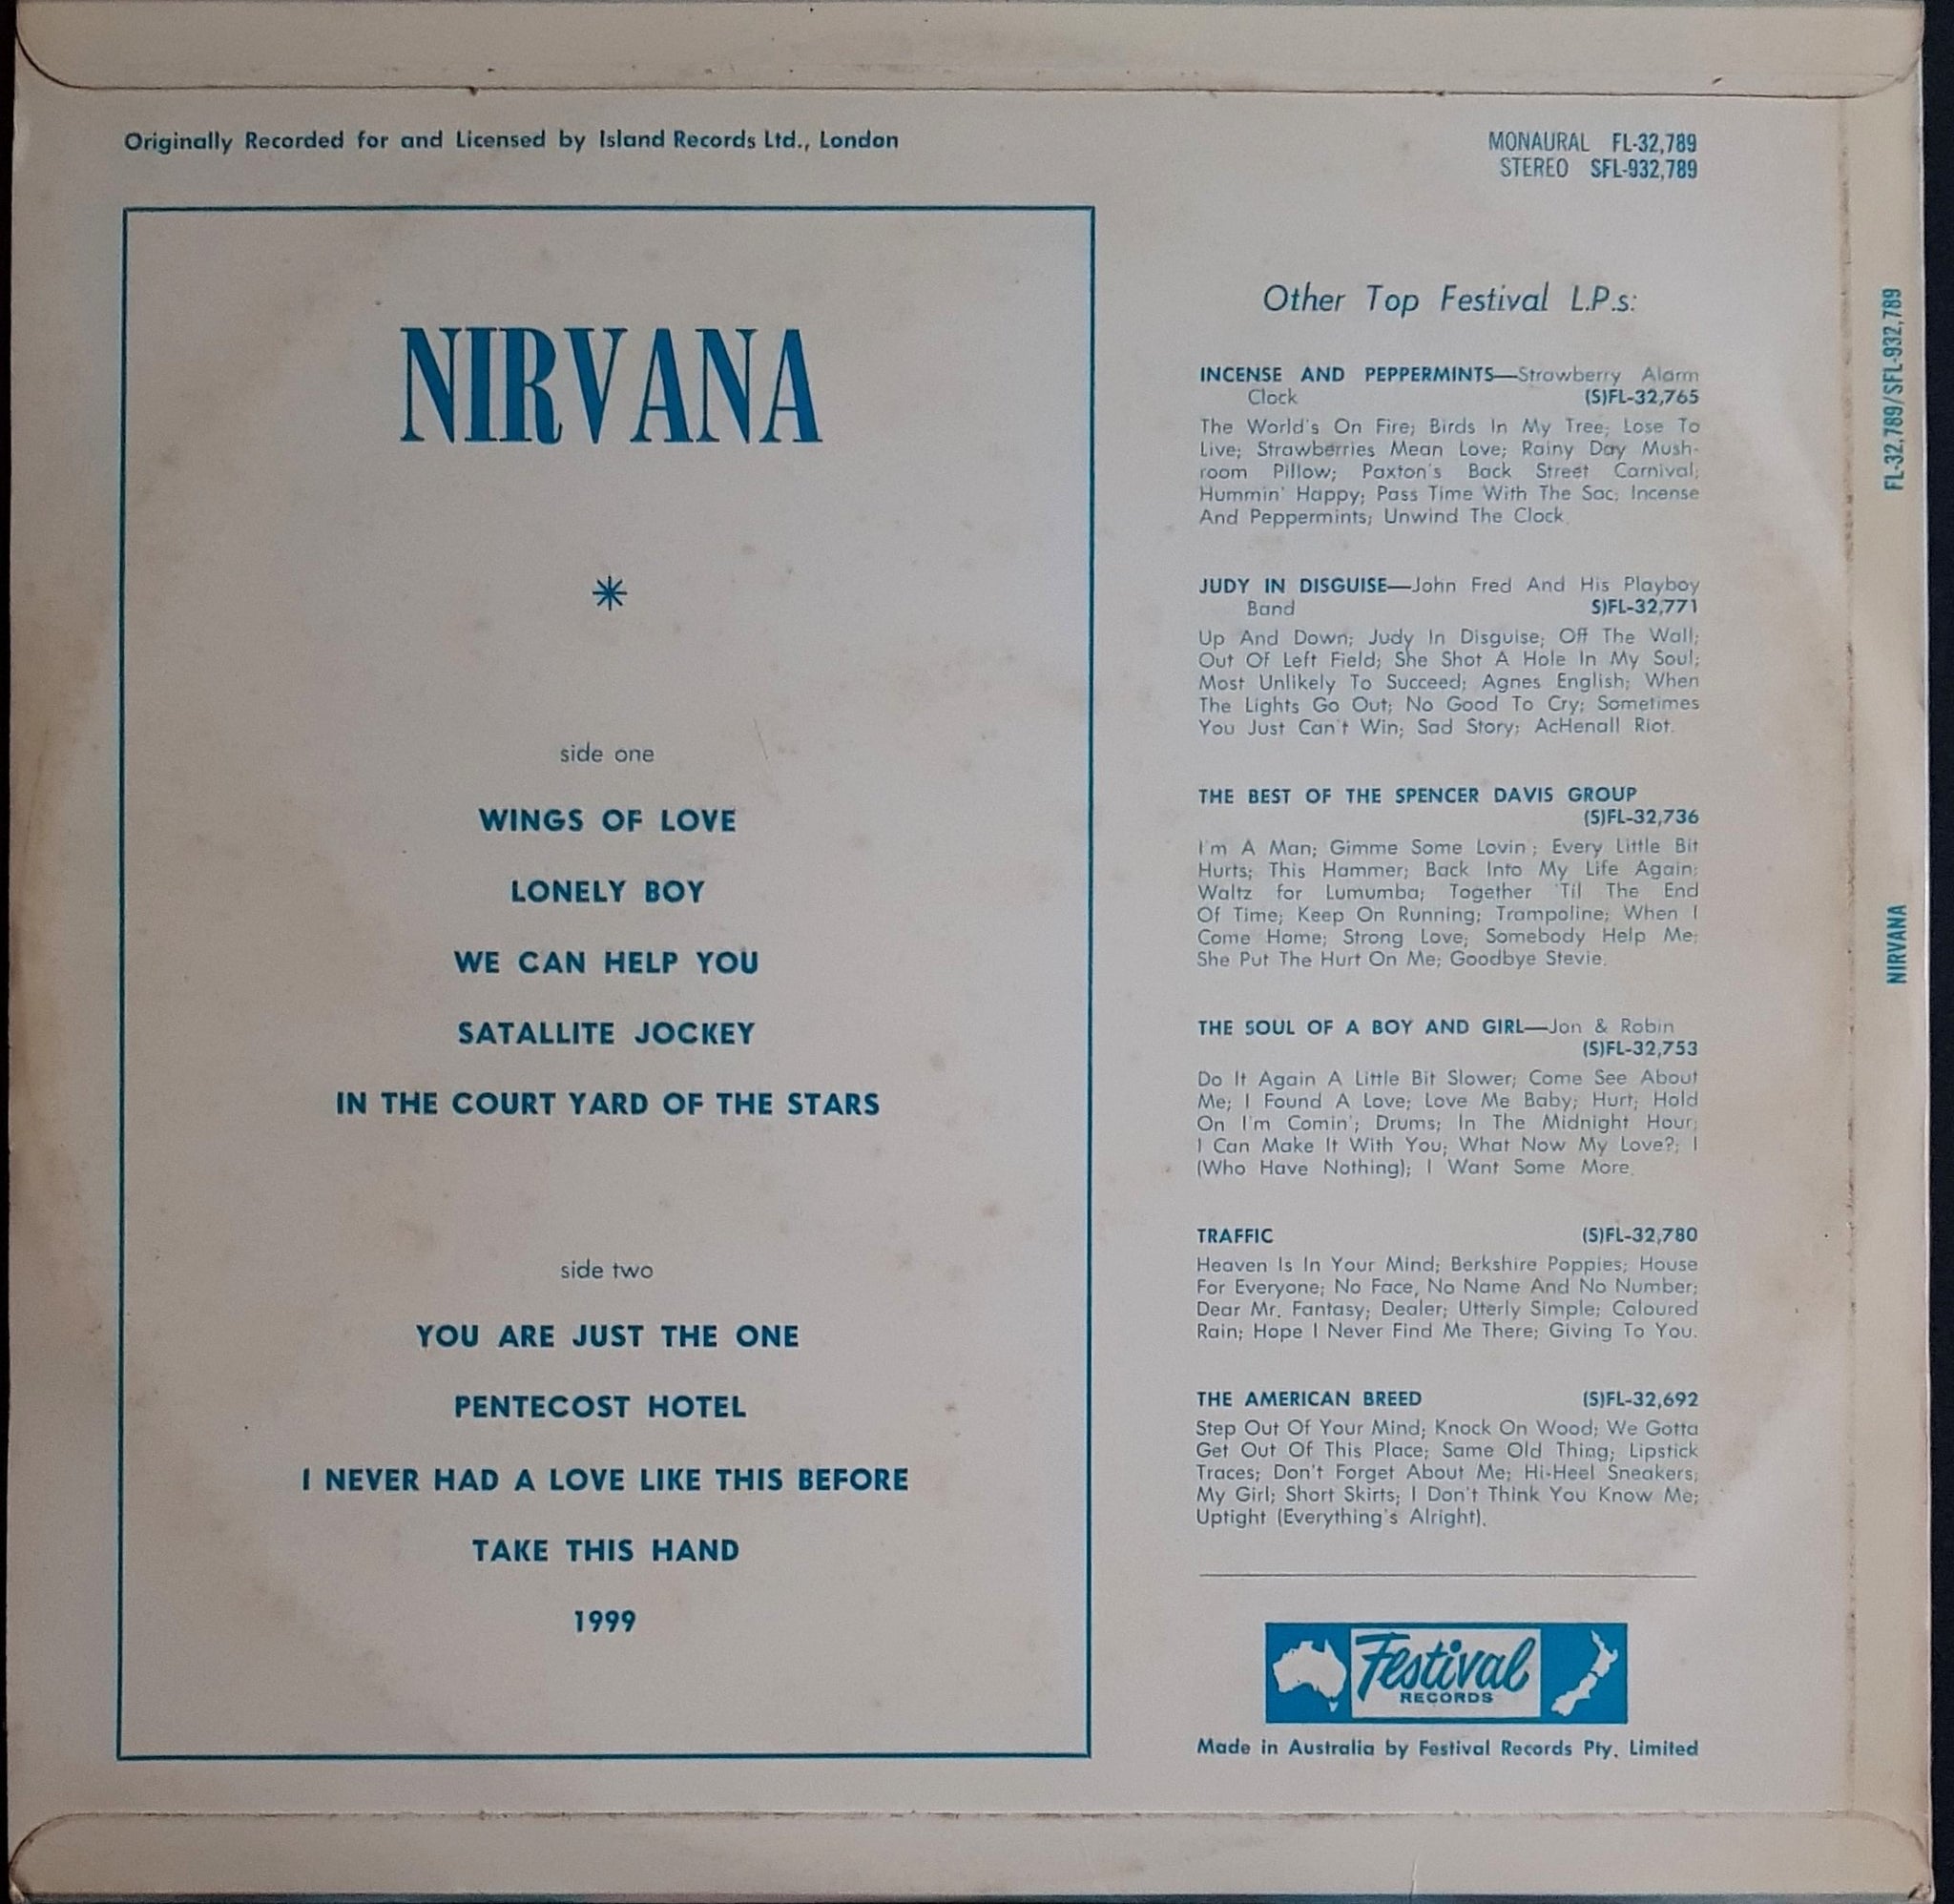 Originally Recorded for and Licensed by Island Records Ltd., London
MONAURAL FL-32,789
STEREO SFL-932,789
NIRVANA
*
side one
WINGS OF LOVE
LONELY BOY
WE CAN HELP YOU
SATALLITE JOCKEY
IN THE COURT YARD OF THE STARS
side two
YOU ARE JUST THE ONE
PENTECOST HOTEL
I NEVER HAD A LOVE LIKE THIS BEFORE
TAKE THIS HAND
1999
Other Top Festival L.P.s:
INCENSE AND PEPPERMINTS—Strawberry Alarm
Clock (S)FL-32,765
The World's On Fire; Birds In My Tree; Lose To
Live; Strawberries Mean Love; Rainy Day Mush-
room Pillow; Paxton's Back Street Carnival;
Hummin' Happy; Pass Time With The Sac; Incense
And Peppermints; Unwind The Clock.
JUDY IN DISGUISE—John Fred And His Playboy
Band S)FL-32,771
Up And Down; Judy In Disguise; Off The Wall;
Out Of Left Field; She Shot A Hole In My Soul;
Most Unlikely To Succeed; Agnes English; When
The Lights Go Out; No Good To Cry; Sometimes
You Just Can't Win; Sad Story; AcHenall Riot.
THE BEST OF THE SPENCER DAVIS GROUP
(S)FL-32,736
I'm A Man; Gimme Some Lovin'; Every Little Bit
Hurts; This Hammer; Back Into My Life Again;
Waltz for Lumumba; Together 'Til The End
Of Time; Keep On Running; Trampoline; When I
Come Home; Strong Love; Somebody Help Me;
She Put The Hurt On Me; Goodbye Stevie.
THE SOUL OF A BOY AND GIRL—Jon & Robin
(S)FL-32,753
Do It Again A Little Bit Slower; Come See About
Me; I Found A Love; Love Me Baby; Hurt; Hold
On I'm Comin'; Drums; In The Midnight Hour;
I Can Make It With You; What Now My Love?; I
(Who Have Nothing); I Want Some More.
TRAFFIC (S)FL-32,780
Heaven Is In Your Mind; Berkshire Poppies; House
For Everyone; No Face, No Name And No Number;
Dear Mr. Fantasy; Dealer; Utterly Simple; Coloured
Rain; Hope I Never Find Me There; Giving To You.
THE AMERICAN BREED (S)FL-32,692
Step Out Of Your Mind; Knock On Wood; We Gotta
Get Out Of This Place; Same Old Thing; Lipstick
Traces; Don't Forget About Me; Hi-Heel Sneakers;
My Girl; Short Skirts; I Don't Think You Know Me;
Uptight (Everything's Alright).
Festival
RECORDS
Made in Australia by Festival Records Pty. Limited
FL-32,789/SFL-932,789
NIRVANA